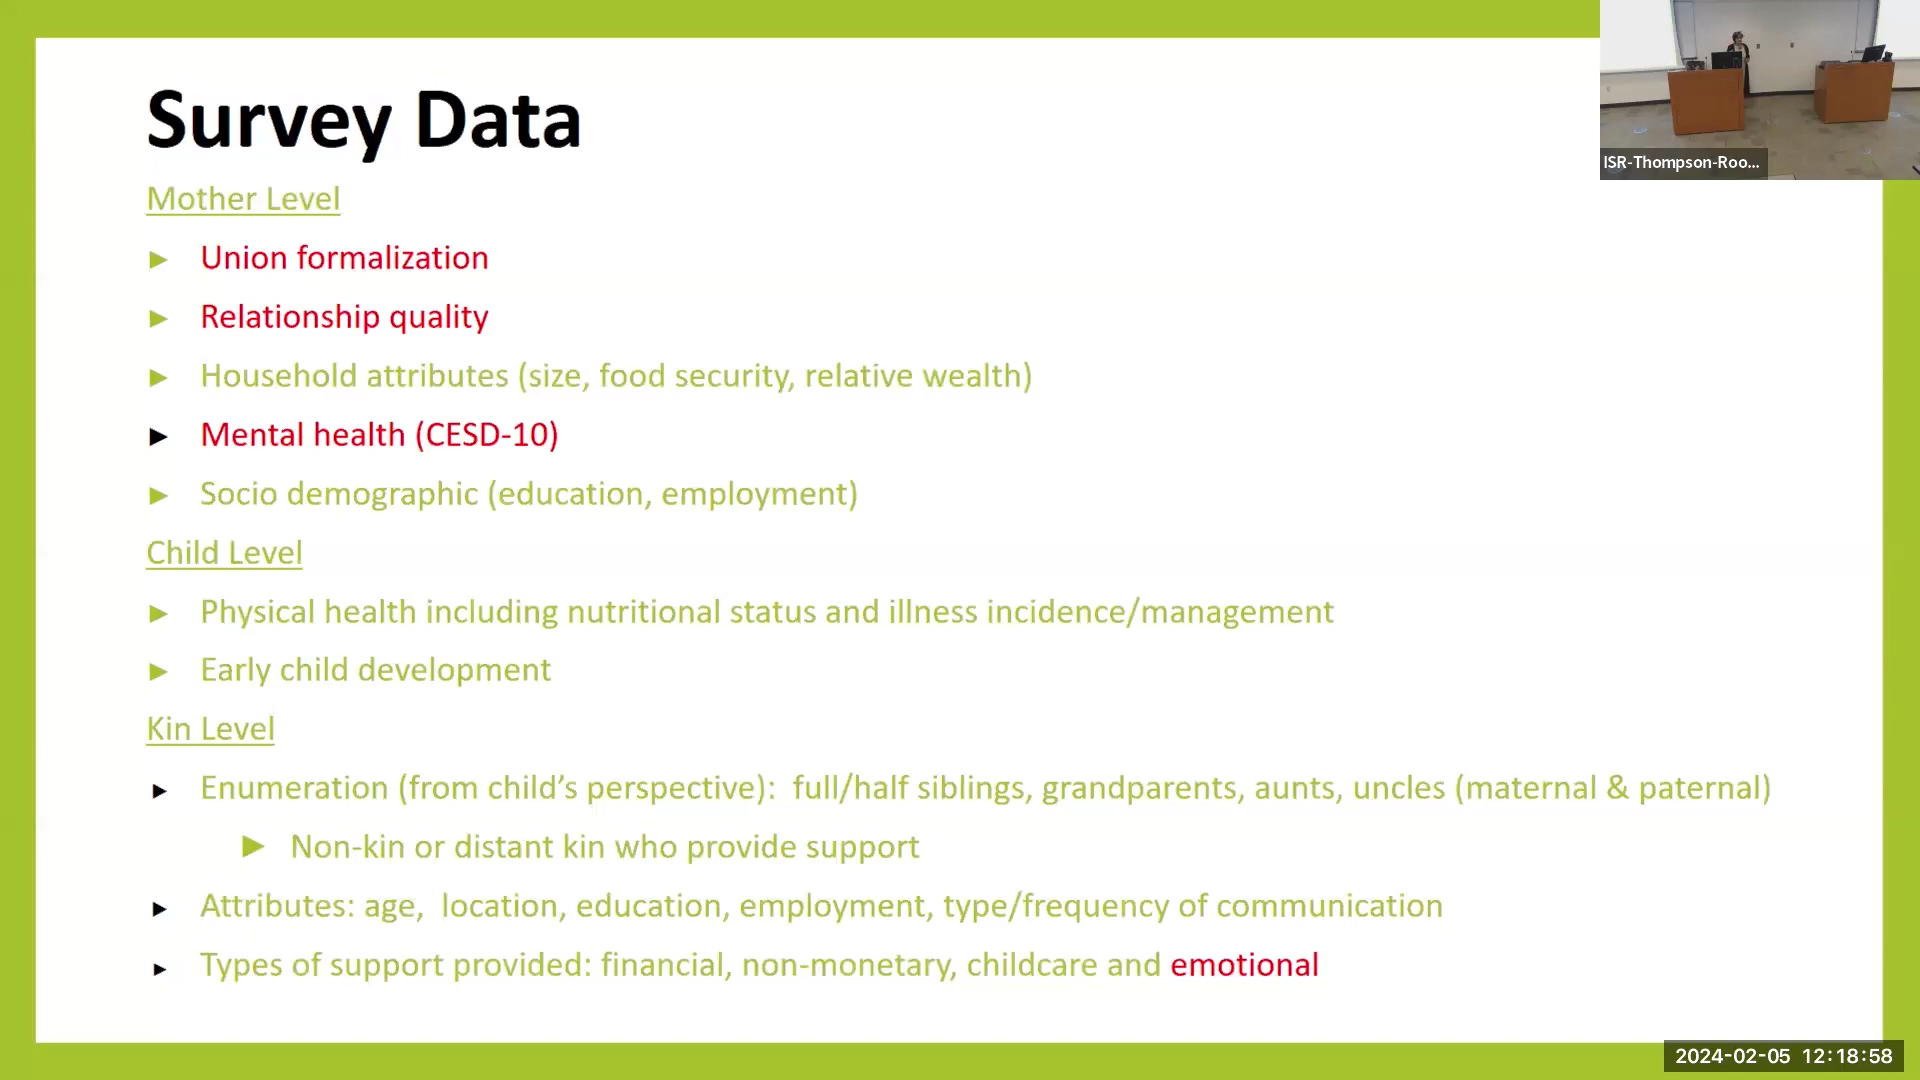 Survey Data
ISR-Thompson-Roo...
Mother Level
► Union formalization
► Relationship quality
► Household attributes (size, food security, relative wealth)
► Mental health (CESD-10)
► Socio demographic (education, employment)
Child Level
► Physical health including nutritional status and illness incidence/management
► Early child development
Kin Level
► Enumeration (from child’s perspective):  full/half siblings, grandparents, aunts, uncles (maternal & paternal)
► Non-kin or distant kin who provide support
► Attributes: age,  location, education, employment, type/frequency of communication
► Types of support provided: financial, non-monetary, childcare and emotional
2024-02-05 12:18:58